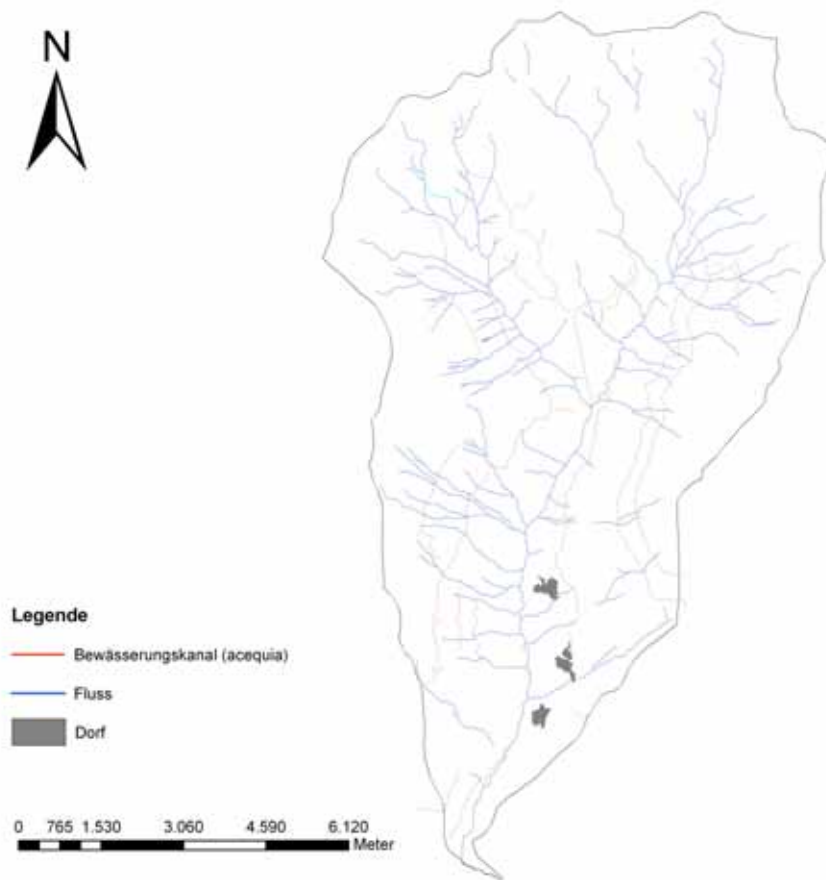 N
Legende
Bewässerungskanal (acequia)
Fluss
Dorf
0 765 1.530 3.060 4.590 6.120
Meter